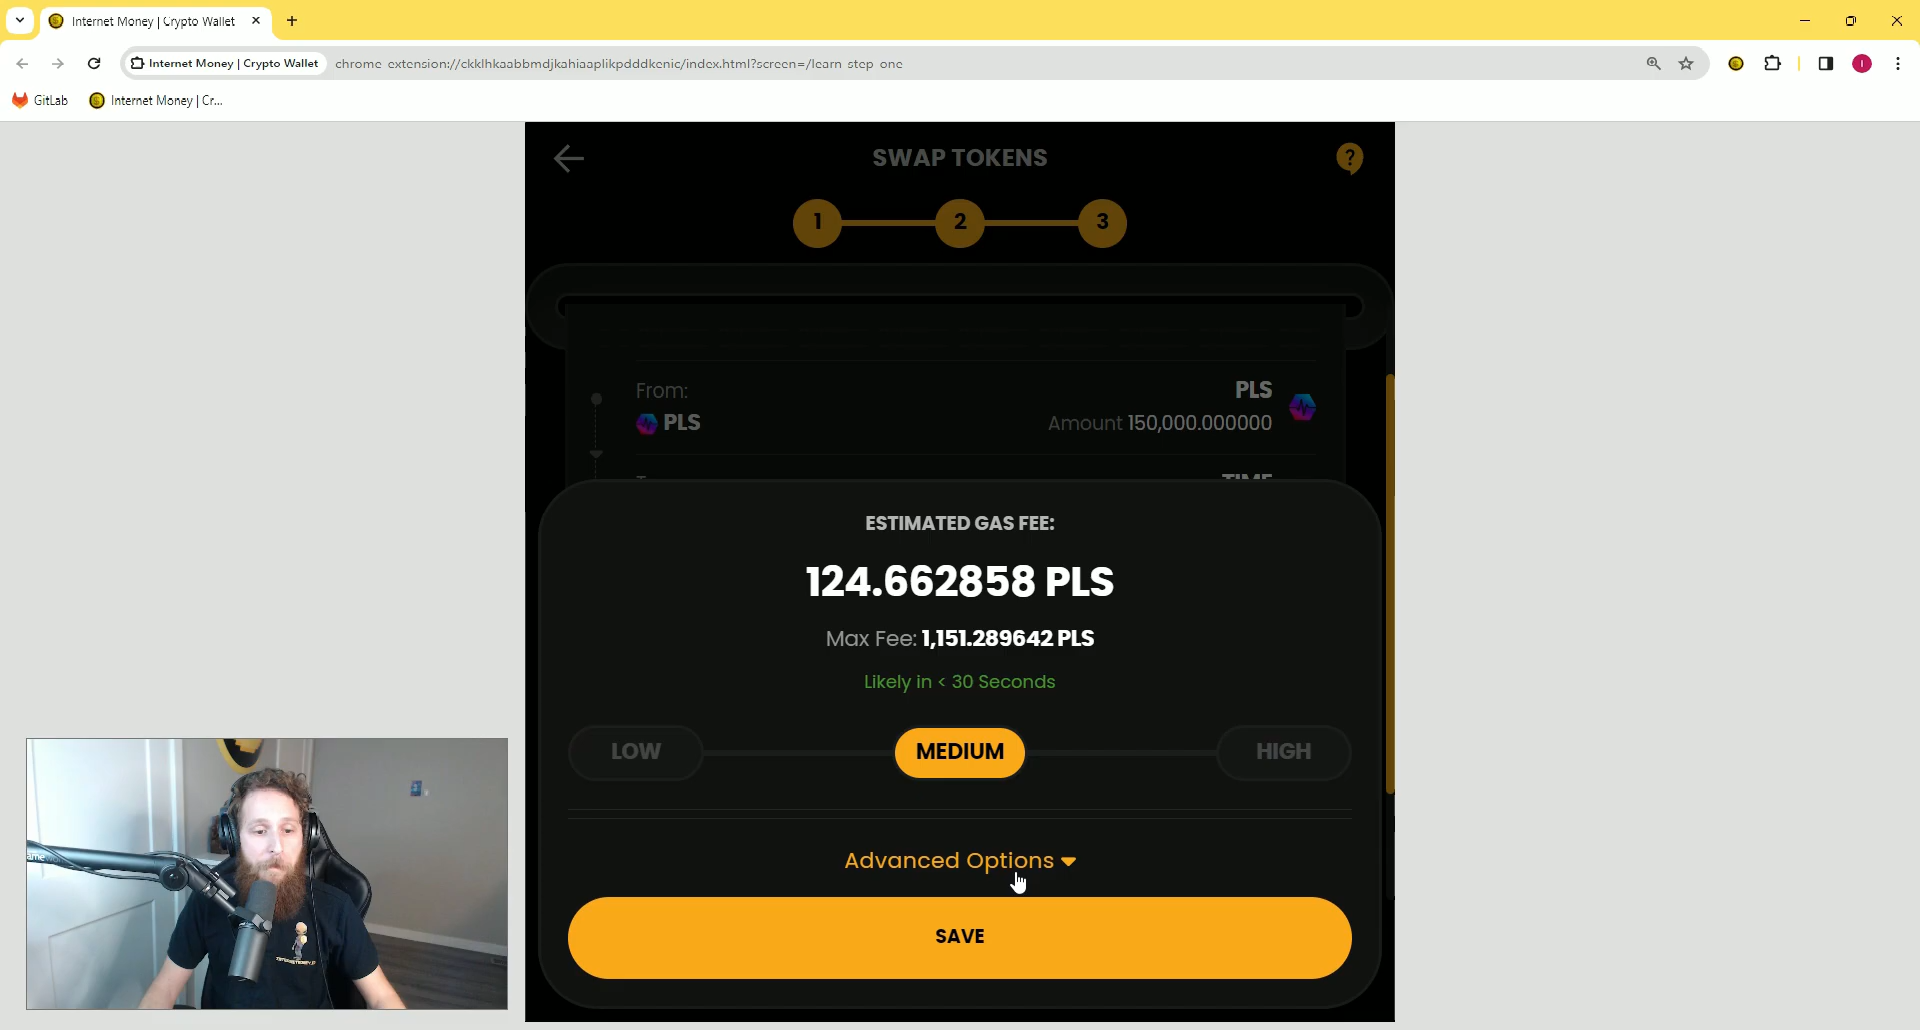 Internet Money | Crypto Wallet
Internet Money | Crypto Wallet
chrome extension://ckklhkaabbmdjkahiaaplikpdddkenic/index.html?screen=/learn step one
I
GitLab
Internet Money | Cr...
SWAP TOKENS
?
1 2 3
From:
PLS
PLS
Amount 150,000.000000
TIME
ESTIMATED GAS FEE:
124.662858 PLS
Max Fee: 1,151.289642 PLS
Likely in < 30 Seconds
LOW MEDIUM HIGH
Advanced Options
SAVE